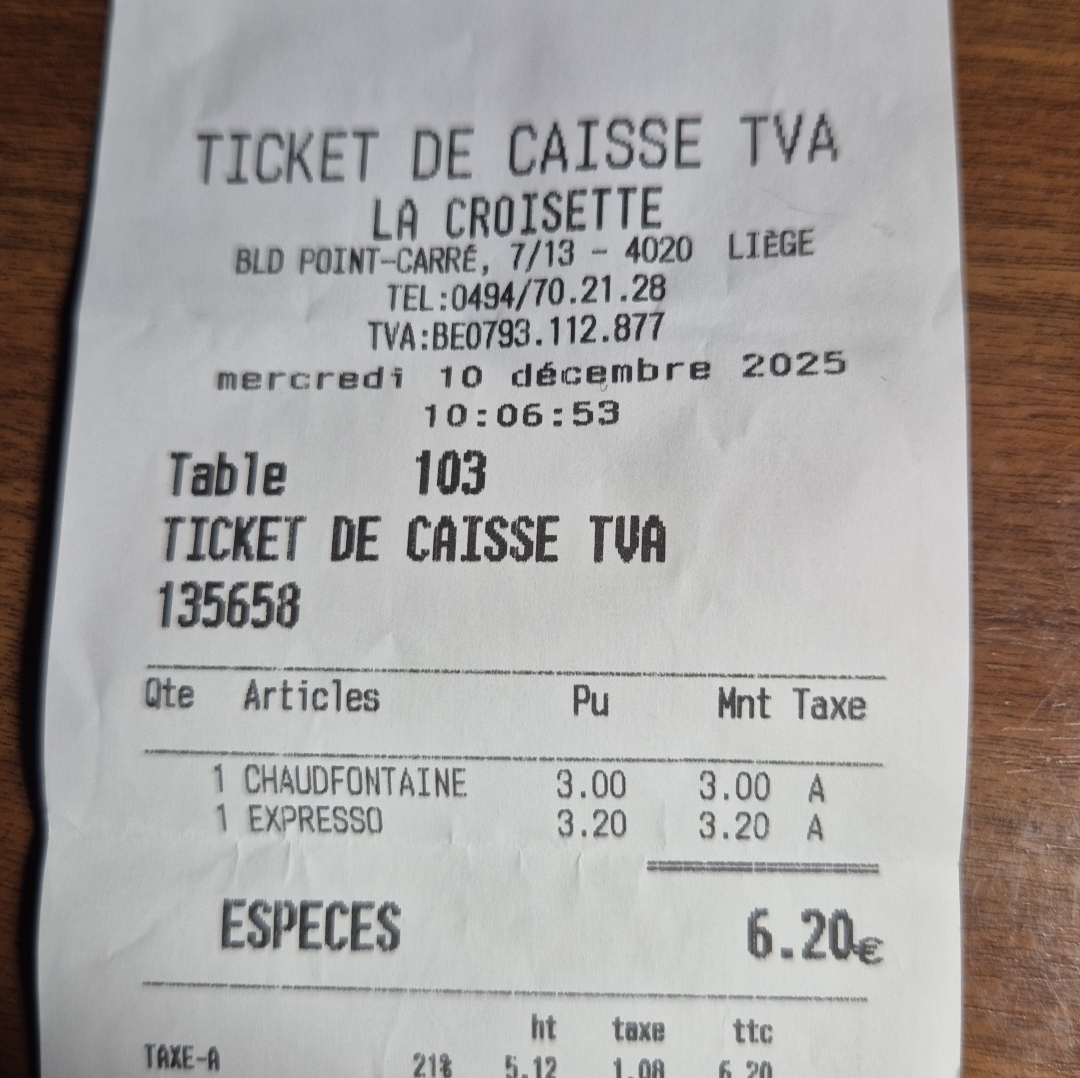 TICKET DE CAISSE TVA
LA CROISETTE
BLD POINT-CARRÉ, 7/13 - 4020 LIÈGE
TEL:0494/70.21.28
TVA:BE0793.112.877
mercredi 10 décembre 2025
10:06:53
Table 103
TICKET DE CAISSE TVA
135658
Qte Articles Pu Mnt Taxe
1 CHAUDFONTAINE 3.00 3.00 A
1 EXPRESSO 3.20 3.20 A
ESPECES 6.20€
ht taxe ttc
TAXE-A 21% 5.12 1.08 6.20